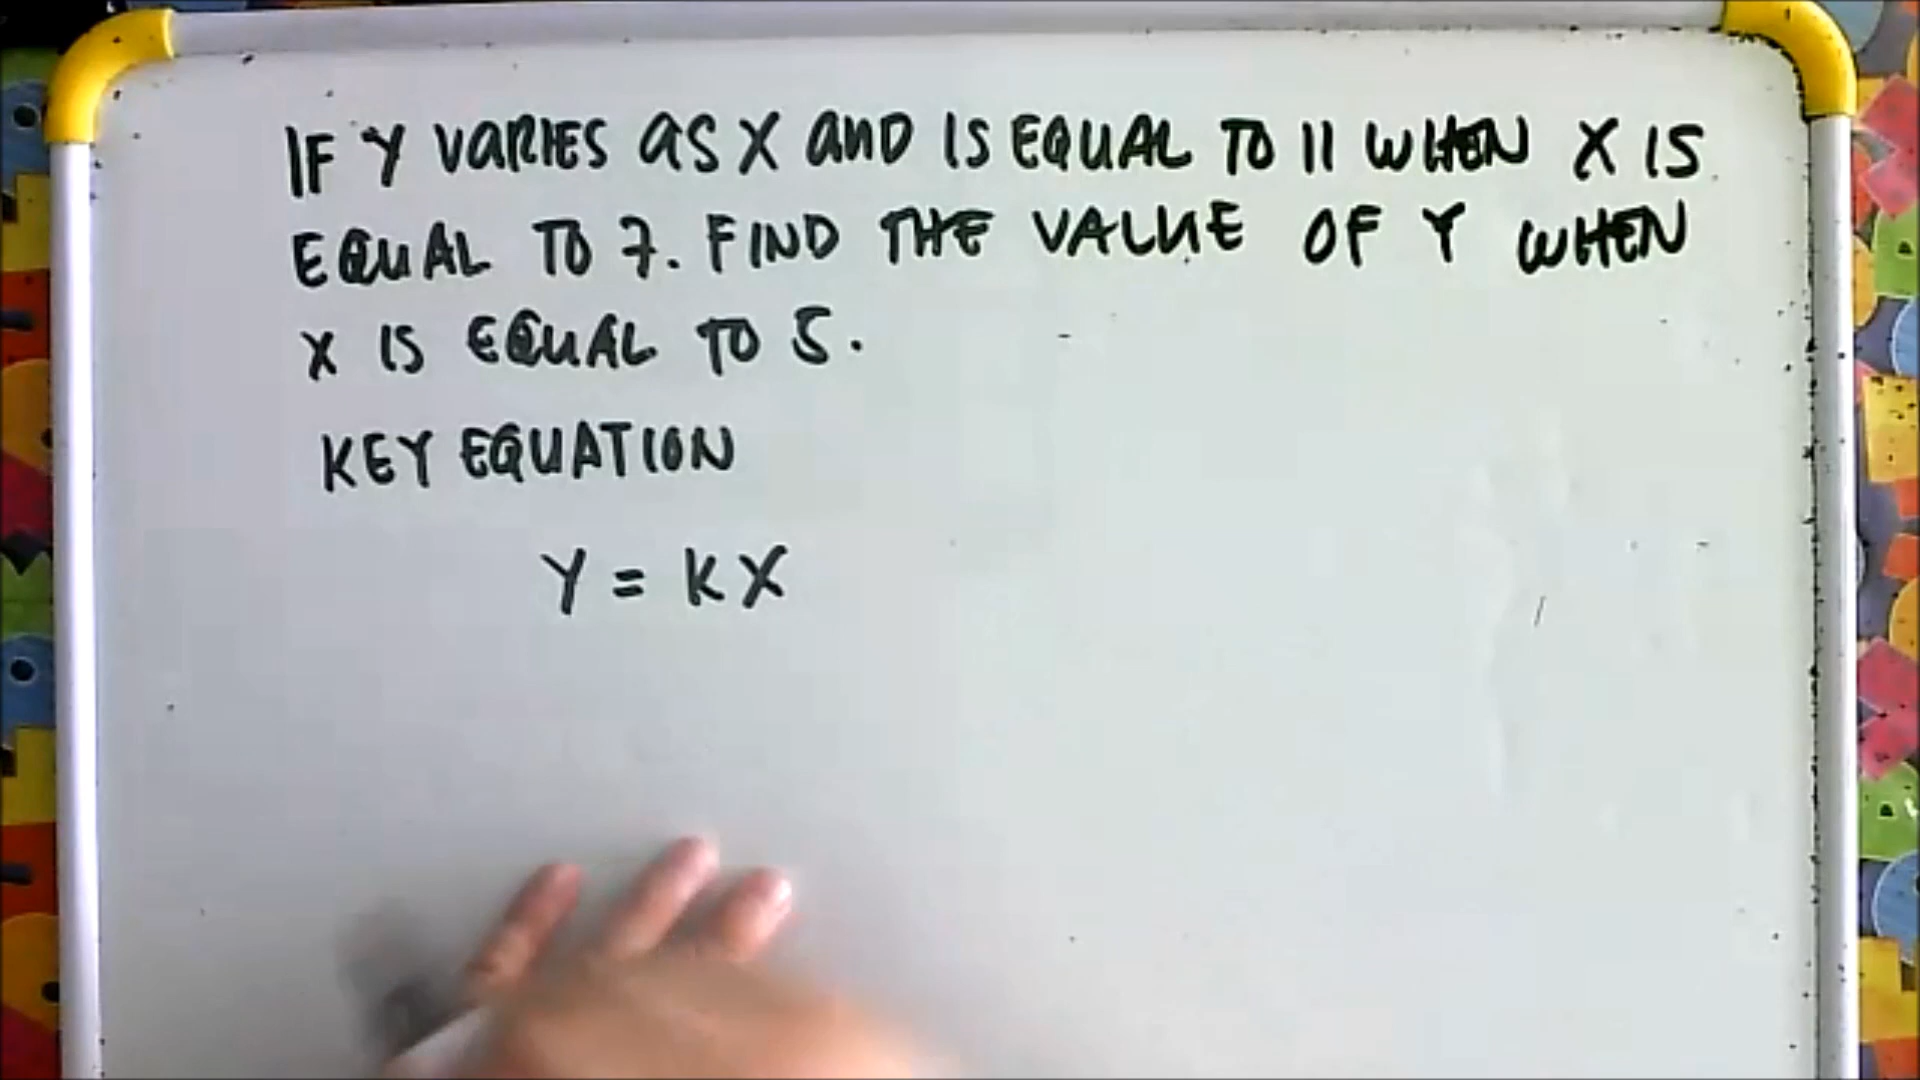 IF Y VARIES AS X AND IS EQUAL TO 11 WHEN X IS
EQUAL TO 7. FIND THE VALUE OF Y WHEN
X IS EQUAL TO 5.
KEY EQUATION
Y = KX